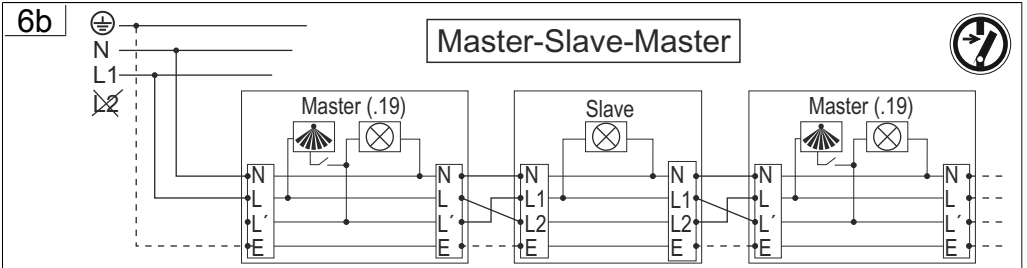 6b
N
L1
L2
Master-Slave-Master
Master (.19)
Slave
Master (.19)
N N N N N N
L L L1 L1 L L
L´ L´ L2 L2 L´ L´
E E E E E E